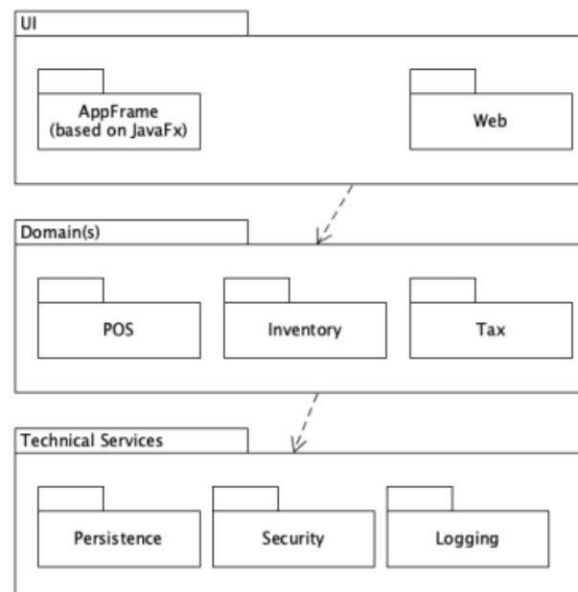 UI
AppFrame
(based on JavaFx)
Web
Domain(s)
POS
Inventory
Tax
Technical Services
Persistence
Security
Logging